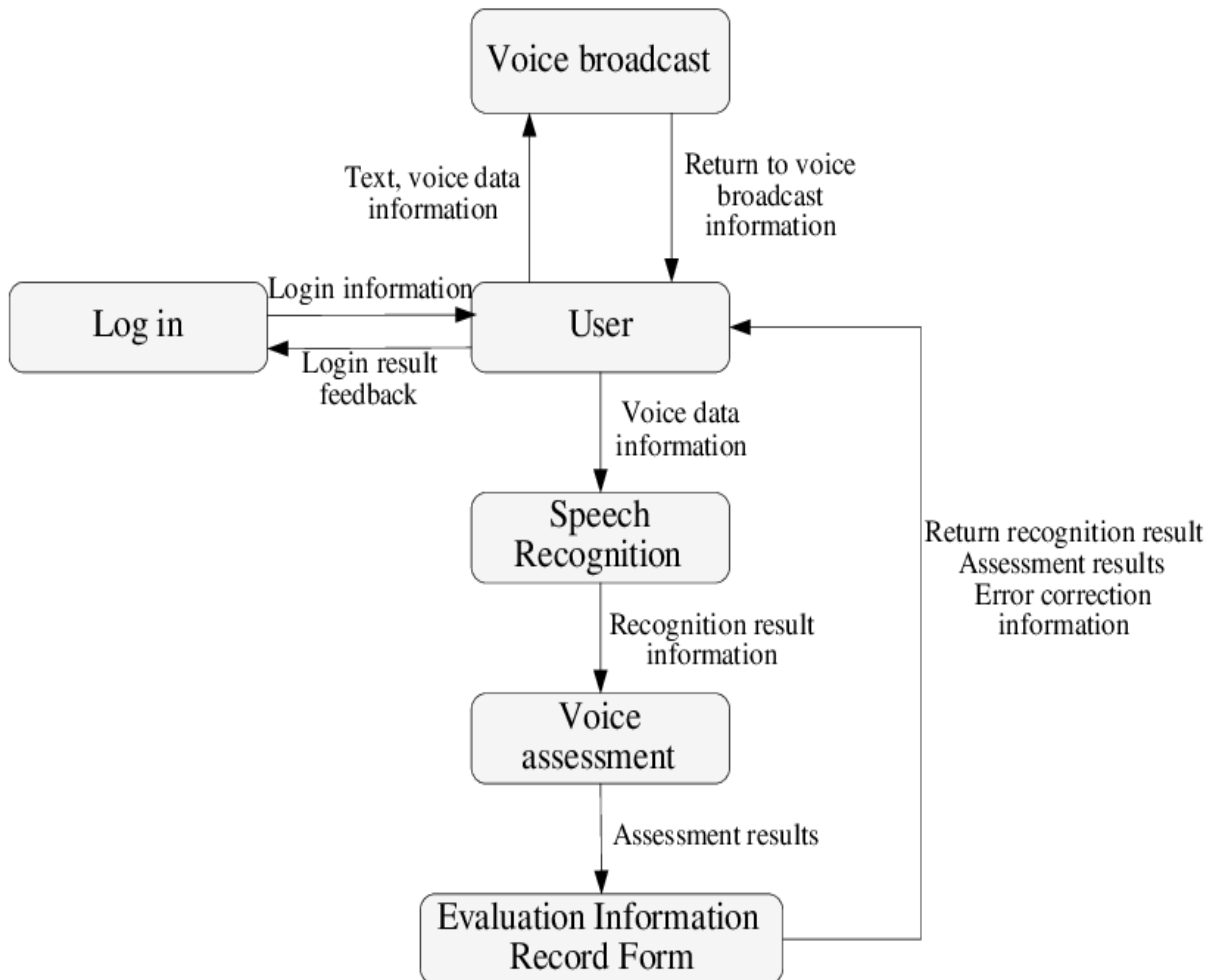 Voice broadcast
Text, voice data
information
Return to voice
broadcast
information
Login information
Log in
User
Login result
feedback
Voice data
information
Speech
Recognition
Return recognition result
Assessment results
Error correction
information
Recognition result
information
Voice
assessment
Assessment results
Evaluation Information
Record Form